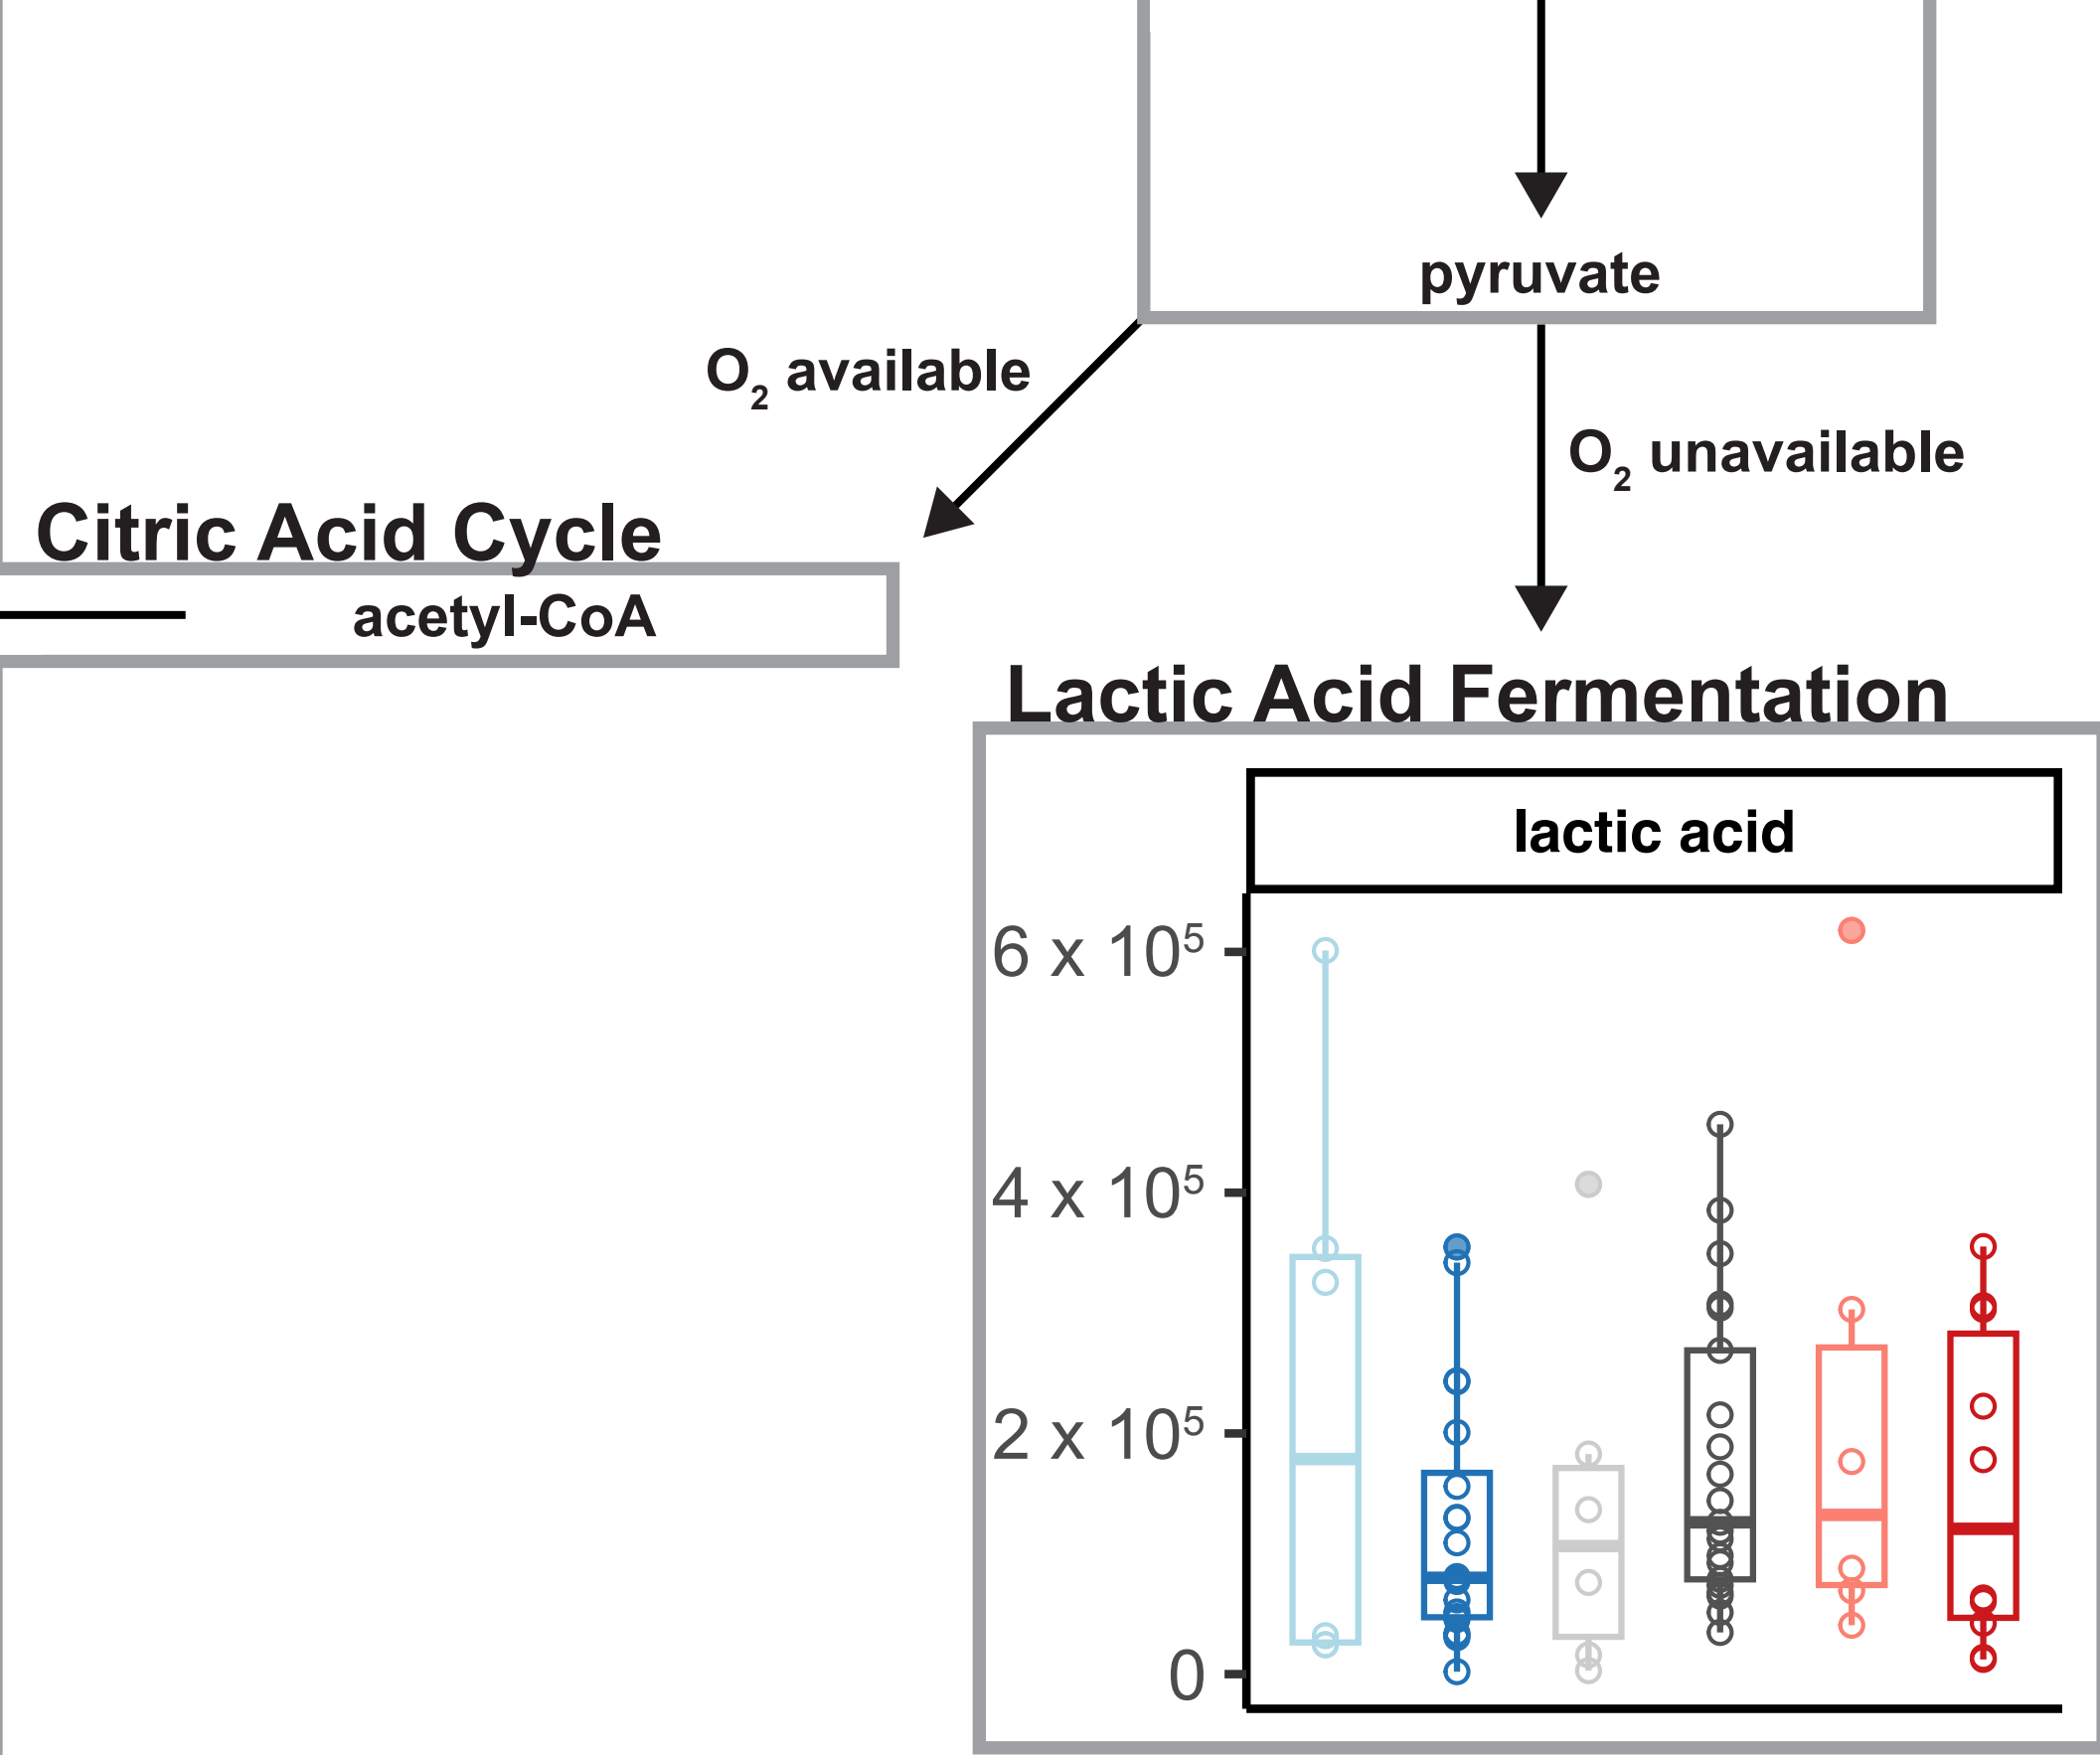 pyruvate
O₂ available
O₂ unavailable
Citric Acid Cycle
acetyl-CoA
Lactic Acid Fermentation
lactic acid
6 x 10⁵
4 x 10⁵
2 x 10⁵
0